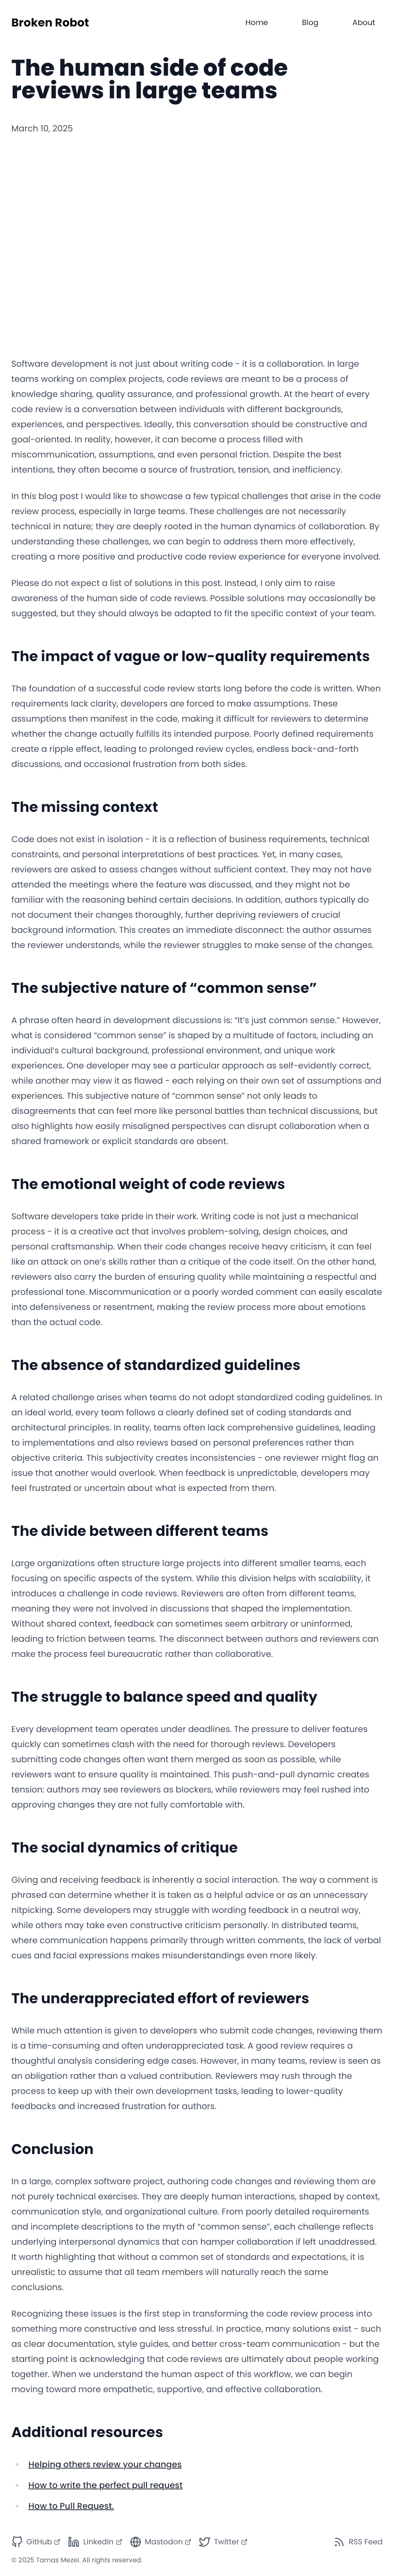 Broken Robot
Home
Blog
About
The human side of code
reviews in large teams
March 10, 2025
Software development is not just about writing code - it is a collaboration. In large
teams working on complex projects, code reviews are meant to be a process of
knowledge sharing, quality assurance, and professional growth. At the heart of every
code review is a conversation between individuals with different backgrounds,
experiences, and perspectives. Ideally, this conversation should be constructive and
goal-oriented. In reality, however, it can become a process filled with
miscommunication, assumptions, and even personal friction. Despite the best
intentions, they often become a source of frustration, tension, and inefficiency.
In this blog post I would like to showcase a few typical challenges that arise in the code
review process, especially in large teams. These challenges are not necessarily
technical in nature; they are deeply rooted in the human dynamics of collaboration. By
understanding these challenges, we can begin to address them more effectively,
creating a more positive and productive code review experience for everyone involved.
Please do not expect a list of solutions in this post. Instead, I only aim to raise
awareness of the human side of code reviews. Possible solutions may occasionally be
suggested, but they should always be adapted to fit the specific context of your team.
The impact of vague or low-quality requirements
The foundation of a successful code review starts long before the code is written. When
requirements lack clarity, developers are forced to make assumptions. These
assumptions then manifest in the code, making it difficult for reviewers to determine
whether the change actually fulfills its intended purpose. Poorly defined requirements
create a ripple effect, leading to prolonged review cycles, endless back-and-forth
discussions, and occasional frustration from both sides.
The missing context
Code does not exist in isolation - it is a reflection of business requirements, technical
constraints, and personal interpretations of best practices. Yet, in many cases,
reviewers are asked to assess changes without sufficient context. They may not have
attended the meetings where the feature was discussed, and they might not be
familiar with the reasoning behind certain decisions. In addition, authors typically do
not document their changes thoroughly, further depriving reviewers of crucial
background information. This creates an immediate disconnect: the author assumes
the reviewer understands, while the reviewer struggles to make sense of the changes.
The subjective nature of “common sense”
A phrase often heard in development discussions is: “It’s just common sense.” However,
what is considered “common sense” is shaped by a multitude of factors, including an
individual’s cultural background, professional environment, and unique work
experiences. One developer may see a particular approach as self-evidently correct,
while another may view it as flawed - each relying on their own set of assumptions and
experiences. This subjective nature of “common sense” not only leads to
disagreements that can feel more like personal battles than technical discussions, but
also highlights how easily misaligned perspectives can disrupt collaboration when a
shared framework or explicit standards are absent.
The emotional weight of code reviews
Software developers take pride in their work. Writing code is not just a mechanical
process - it is a creative act that involves problem-solving, design choices, and
personal craftsmanship. When their code changes receive heavy criticism, it can feel
like an attack on one’s skills rather than a critique of the code itself. On the other hand,
reviewers also carry the burden of ensuring quality while maintaining a respectful and
professional tone. Miscommunication or a poorly worded comment can easily escalate
into defensiveness or resentment, making the review process more about emotions
than the actual code.
The absence of standardized guidelines
A related challenge arises when teams do not adopt standardized coding guidelines. In
an ideal world, every team follows a clearly defined set of coding standards and
architectural principles. In reality, teams often lack comprehensive guidelines, leading
to implementations and also reviews based on personal preferences rather than
objective criteria. This subjectivity creates inconsistencies - one reviewer might flag an
issue that another would overlook. When feedback is unpredictable, developers may
feel frustrated or uncertain about what is expected from them.
The divide between different teams
Large organizations often structure large projects into different smaller teams, each
focusing on specific aspects of the system. While this division helps with scalability, it
introduces a challenge in code reviews. Reviewers are often from different teams,
meaning they were not involved in discussions that shaped the implementation.
Without shared context, feedback can sometimes seem arbitrary or uninformed,
leading to friction between teams. The disconnect between authors and reviewers can
make the process feel bureaucratic rather than collaborative.
The struggle to balance speed and quality
Every development team operates under deadlines. The pressure to deliver features
quickly can sometimes clash with the need for thorough reviews. Developers
submitting code changes often want them merged as soon as possible, while
reviewers want to ensure quality is maintained. This push-and-pull dynamic creates
tension: authors may see reviewers as blockers, while reviewers may feel rushed into
approving changes they are not fully comfortable with.
The social dynamics of critique
Giving and receiving feedback is inherently a social interaction. The way a comment is
phrased can determine whether it is taken as a helpful advice or as an unnecessary
nitpicking. Some developers may struggle with wording feedback in a neutral way,
while others may take even constructive criticism personally. In distributed teams,
where communication happens primarily through written comments, the lack of verbal
cues and facial expressions makes misunderstandings even more likely.
The underappreciated effort of reviewers
While much attention is given to developers who submit code changes, reviewing them
is a time-consuming and often underappreciated task. A good review requires a
thoughtful analysis considering edge cases. However, in many teams, review is seen as
an obligation rather than a valued contribution. Reviewers may rush through the
process to keep up with their own development tasks, leading to lower-quality
feedbacks and increased frustration for authors.
Conclusion
In a large, complex software project, authoring code changes and reviewing them are
not purely technical exercises. They are deeply human interactions, shaped by context,
communication style, and organizational culture. From poorly detailed requirements
and incomplete descriptions to the myth of “common sense”, each challenge reflects
underlying interpersonal dynamics that can hamper collaboration if left unaddressed.
It worth highlighting that without a common set of standards and expectations, it is
unrealistic to assume that all team members will naturally reach the same
conclusions.
Recognizing these issues is the first step in transforming the code review process into
something more constructive and less stressful. In practice, many solutions exist - such
as clear documentation, style guides, and better cross-team communication - but the
starting point is acknowledging that code reviews are ultimately about people working
together. When we understand the human aspect of this workflow, we can begin
moving toward more empathetic, supportive, and effective collaboration.
Additional resources
Helping others review your changes
How to write the perfect pull request
How to Pull Request.
GitHub
LinkedIn
Mastodon
Twitter
RSS Feed
© 2025 Tamas Mezei. All rights reserved.